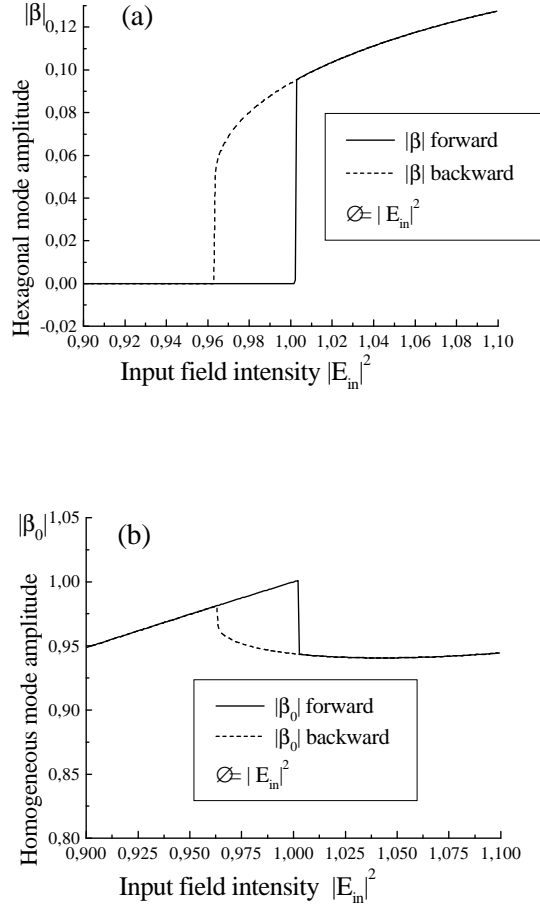 |β| (a)
0,12
0,10
0,08
0,06
0,04
0,02
0,00
-0,02
Hexagonal mode amplitude
|β| forward
|β| backward
∅= | E_in|^2
0,90 0,92 0,94 0,96 0,98 1,00 1,02 1,04 1,06 1,08 1,10
Input field intensity |E_in|^2
|β_0| (b)
1,05
1,00
0,95
0,90
0,85
0,80
Homogeneous mode amplitude
|β_0| forward
|β_0| backward
∅= | E_in|^2
0,900 0,925 0,950 0,975 1,000 1,025 1,050 1,075 1,100
Input field intensity |E_in|^2